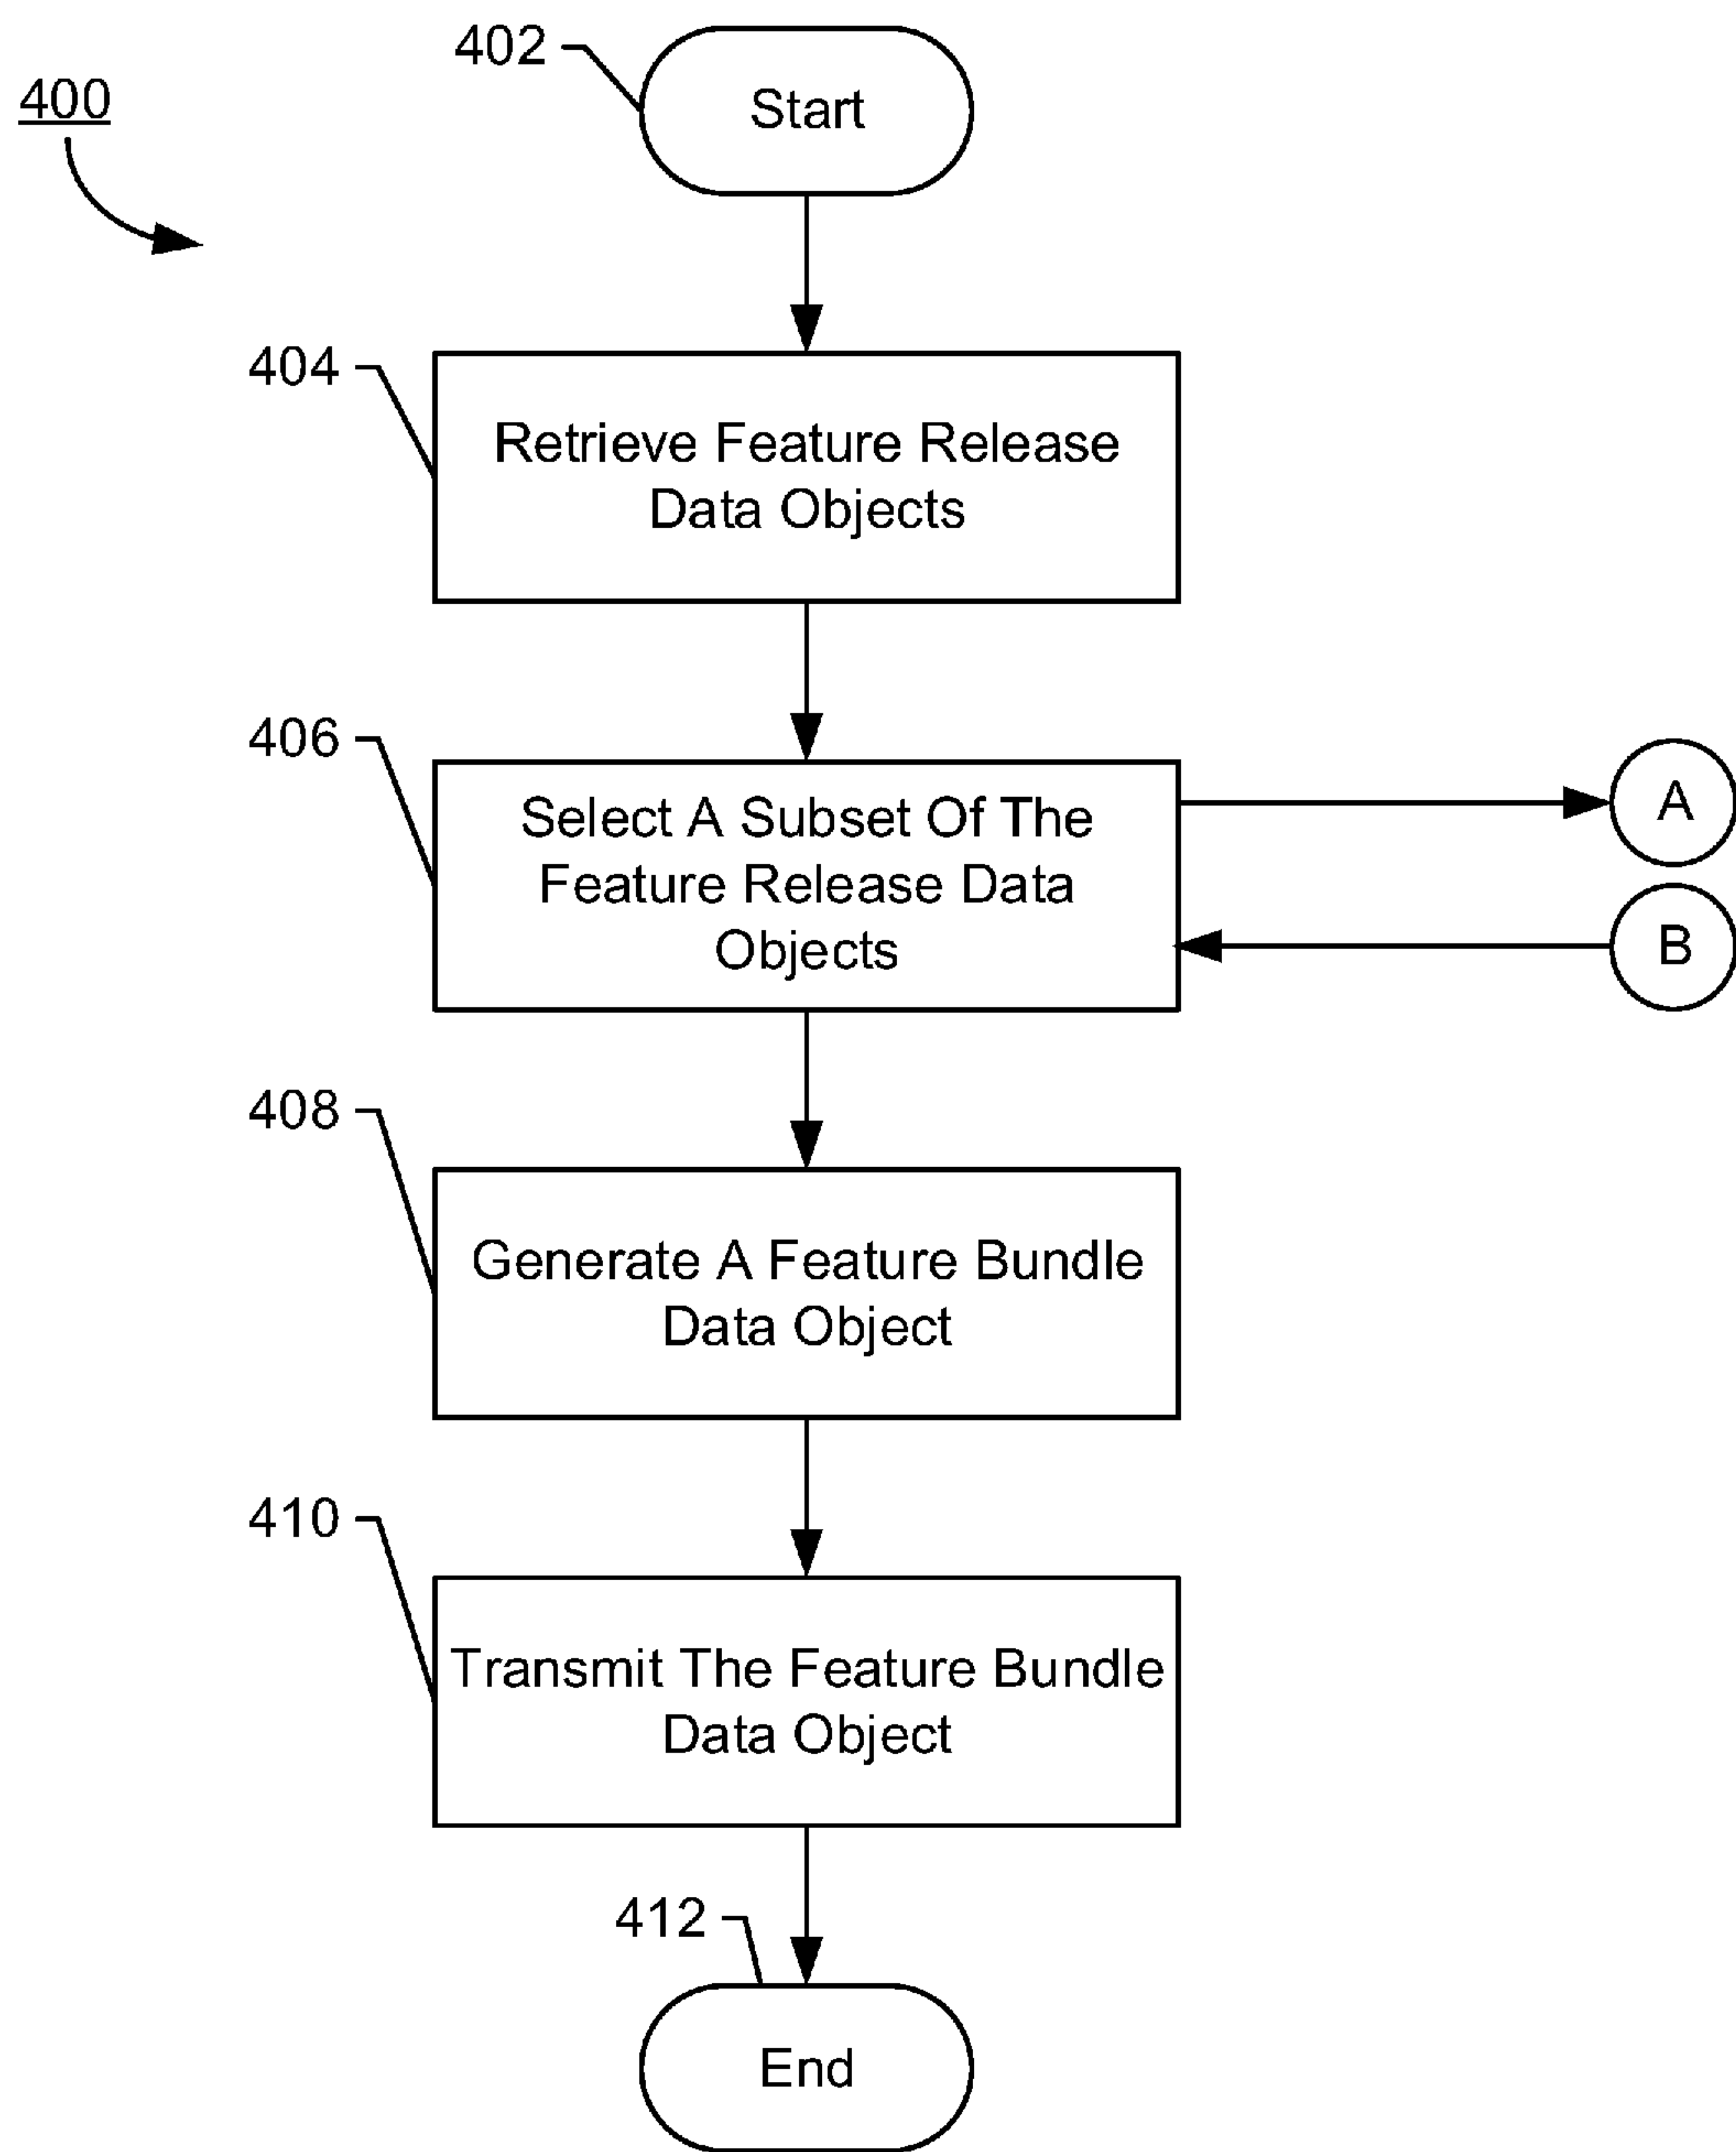 402
Start
400
404
Retrieve Feature Release
Data Objects
406
Select A Subset Of The
Feature Release Data
Objects
A
B
408
Generate A Feature Bundle
Data Object
410
Transmit The Feature Bundle
Data Object
412
End